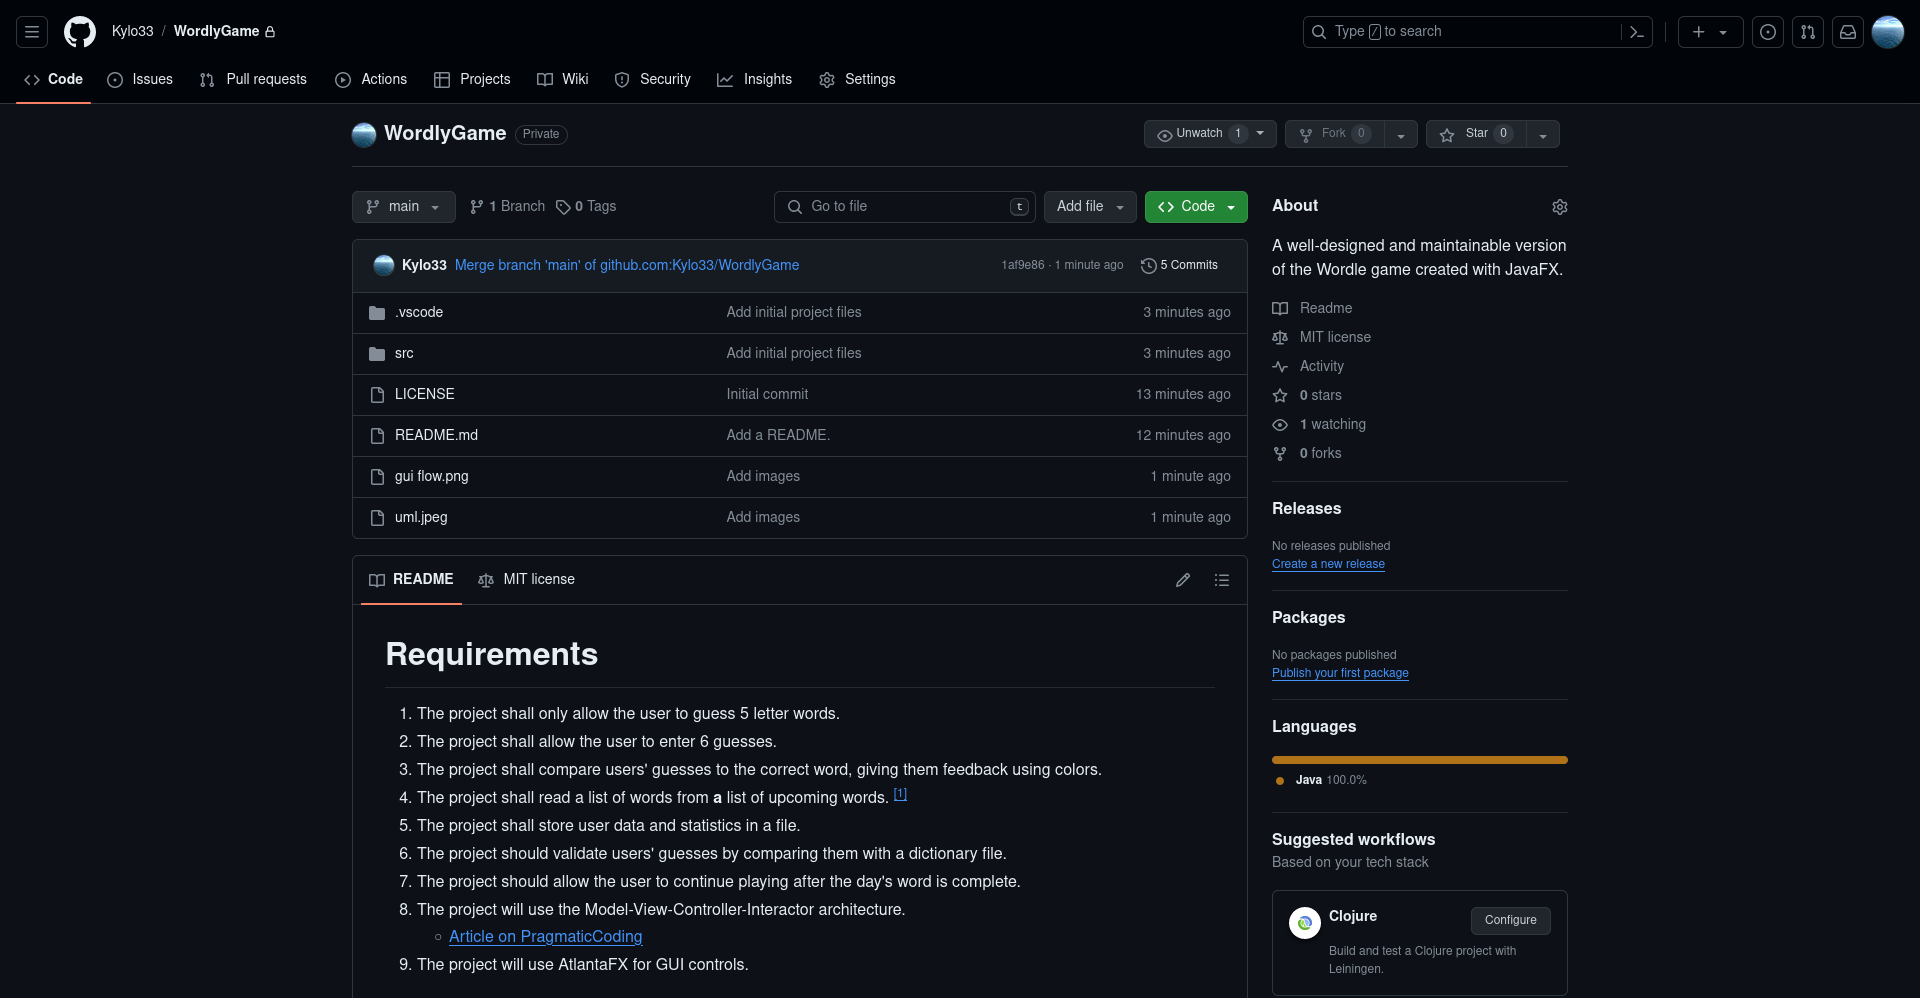 Kylo33 / WordlyGame
Type / to search
Code Issues Pull requests Actions Projects Wiki Security Insights Settings
WordlyGame Private
Unwatch 1 Fork 0 Star 0
main 1 Branch 0 Tags
Go to file t Add file Code
Kylo33 Merge branch 'main' of github.com:Kylo33/WordlyGame 1af9e86 · 1 minute ago 5 Commits
.vscode Add initial project files 3 minutes ago
src Add initial project files 3 minutes ago
LICENSE Initial commit 13 minutes ago
README.md Add a README. 12 minutes ago
gui flow.png Add images 1 minute ago
uml.jpeg Add images 1 minute ago
README MIT license
Requirements
1. The project shall only allow the user to guess 5 letter words.
2. The project shall allow the user to enter 6 guesses.
3. The project shall compare users' guesses to the correct word, giving them feedback using colors.
4. The project shall read a list of words from a list of upcoming words. [1]
5. The project shall store user data and statistics in a file.
6. The project should validate users' guesses by comparing them with a dictionary file.
7. The project should allow the user to continue playing after the day's word is complete.
8. The project will use the Model-View-Controller-Interactor architecture.
Article on PragmaticCoding
9. The project will use AtlantaFX for GUI controls.
About
A well-designed and maintainable version
of the Wordle game created with JavaFX.
Readme
MIT license
Activity
0 stars
1 watching
0 forks
Releases
No releases published
Create a new release
Packages
No packages published
Publish your first package
Languages
Java 100.0%
Suggested workflows
Based on your tech stack
Clojure Configure
Build and test a Clojure project with
Leiningen.